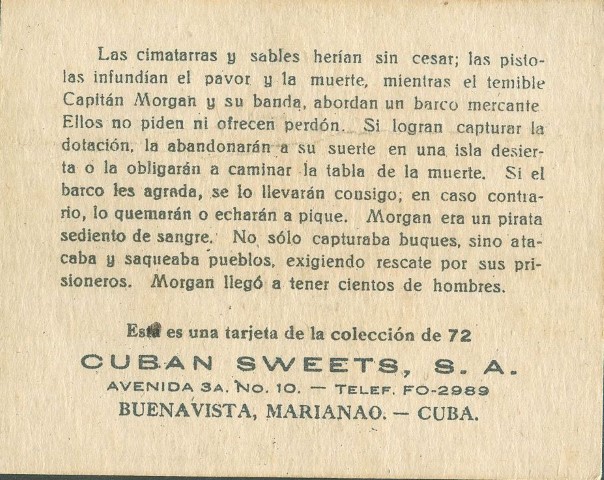 Las cimatarras y sables herían sin cesar; las pisto-
las infundían el pavor y la muerte, mientras el temible
Capitán Morgan y su banda, abordan un barco mercante.
Ellos no piden ni ofrecen perdón. Si logran capturar la
dotación, la abandonarán a su suerte en una isla desier-
ta o la obligarán a caminar la tabla de la muerte. Si el
barco les agrada, se lo llevarán consigo; en caso contra-
rio, lo quemarán o echarán a pique. Morgan era un pirata
sediento de sangre. No sólo capturaba buques, sino ata-
caba y saqueaba pueblos, exigiendo rescate por sus pri-
sioneros. Morgan llegó a tener cientos de hombres.
Esta es una tarjeta de la colección de 72
CUBAN SWEETS, S. A.
AVENIDA 3A. No. 10. — TELEF. FO-2989
BUENAVISTA, MARIANAO. — CUBA.